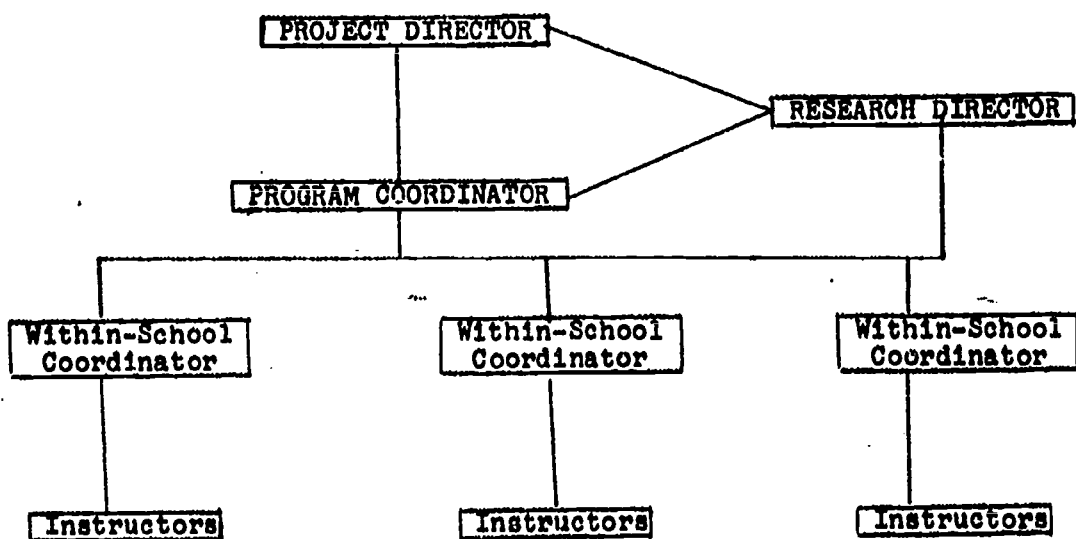 PROJECT DIRECTOR
RESEARCH DIRECTOR
PROGRAM COORDINATOR
Within-School
Coordinator
Within-School
Coordinator
Within-School
Coordinator
Instructors
Instructors
Instructors